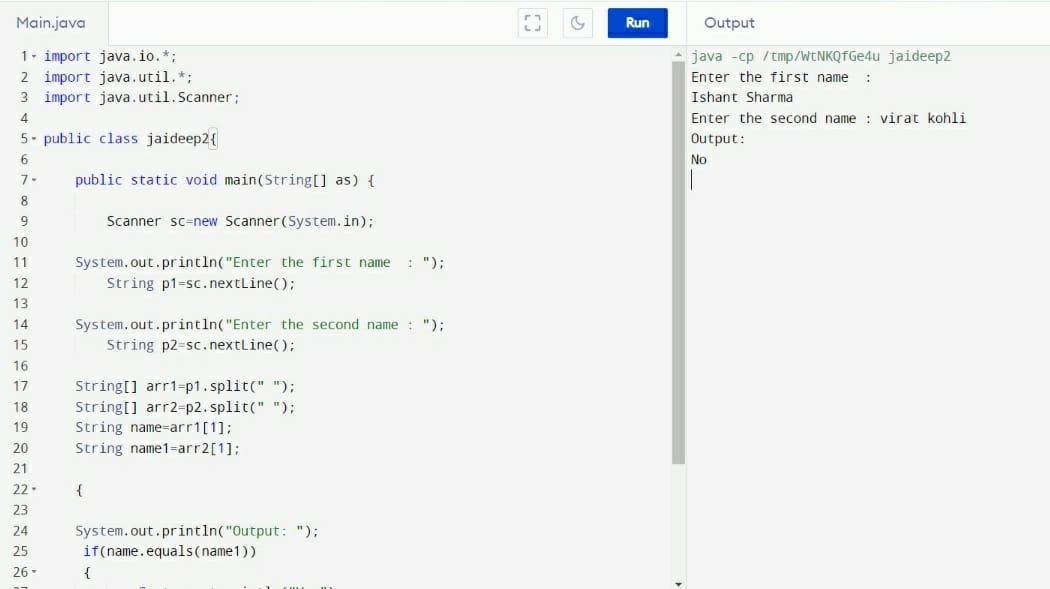 Main.java
Run
Output
1 import java.io.*;
2 import java.util.*;
3 import java.util.Scanner;
4
5 public class jaideep2{
6
7 public static void main(String[] as) {
8
9 Scanner sc=new Scanner(System.in);
10
11 System.out.println("Enter the first name  : ");
12 String p1=sc.nextLine();
13
14 System.out.println("Enter the second name : ");
15 String p2=sc.nextLine();
16
17 String[] arr1=p1.split(" ");
18 String[] arr2=p2.split(" ");
19 String name=arr1[1];
20 String name1=arr2[1];
21
22 {
23
24 System.out.println("Output: ");
25 if(name.equals(name1))
26 {
java -cp /tmp/WtNKQfGe4u jaideep2
Enter the first name  :
Ishant Sharma
Enter the second name : virat kohli
Output:
No